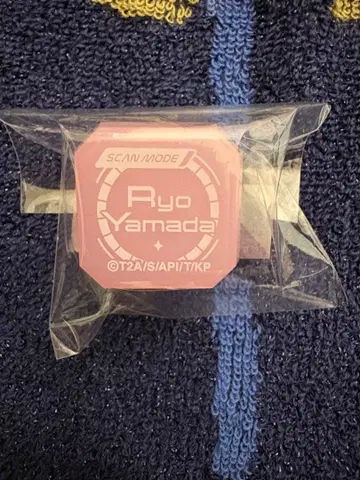 SCAN MODE
Ryo
Yamada
©T2A/S/API/T/KP